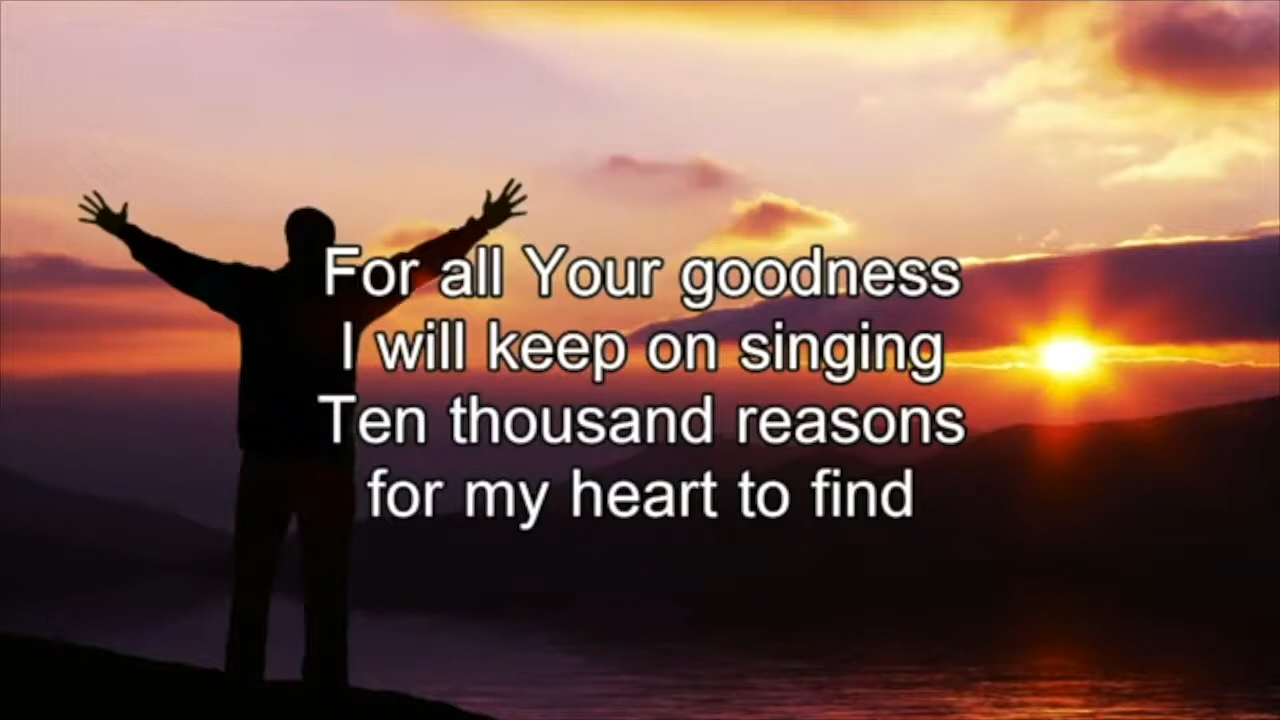 For all Your goodness
I will keep on singing
Ten thousand reasons
for my heart to find